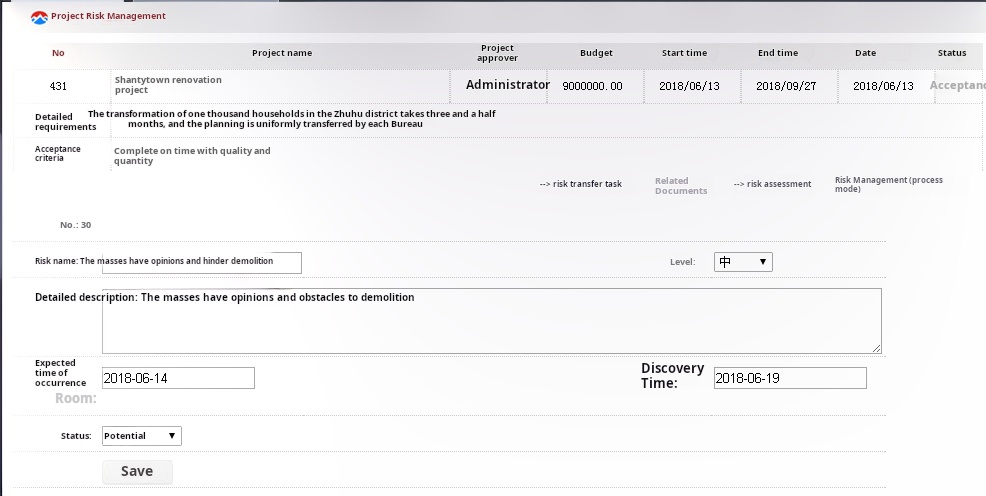 Project Risk Management
No Project name Project approver Budget Start time End time Date Status
431 Shantytown renovation project Administrator 9000000.00 2018/06/13 2018/09/27 2018/06/13 Acceptanc
Detailed requirements
The transformation of one thousand households in the Zhuhu district takes three and a half
months, and the planning is uniformly transferred by each Bureau
Acceptance criteria
Complete on time with quality and
quantity
--> risk transfer task Related Documents --> risk assessment Risk Management (process mode)
No.: 30
Risk name: The masses have opinions and hinder demolition Level: 中
Detailed description: The masses have opinions and obstacles to demolition
Expected time of occurrence 2018-06-14 Discovery Time: 2018-06-19
Room:
Status: Potential
Save